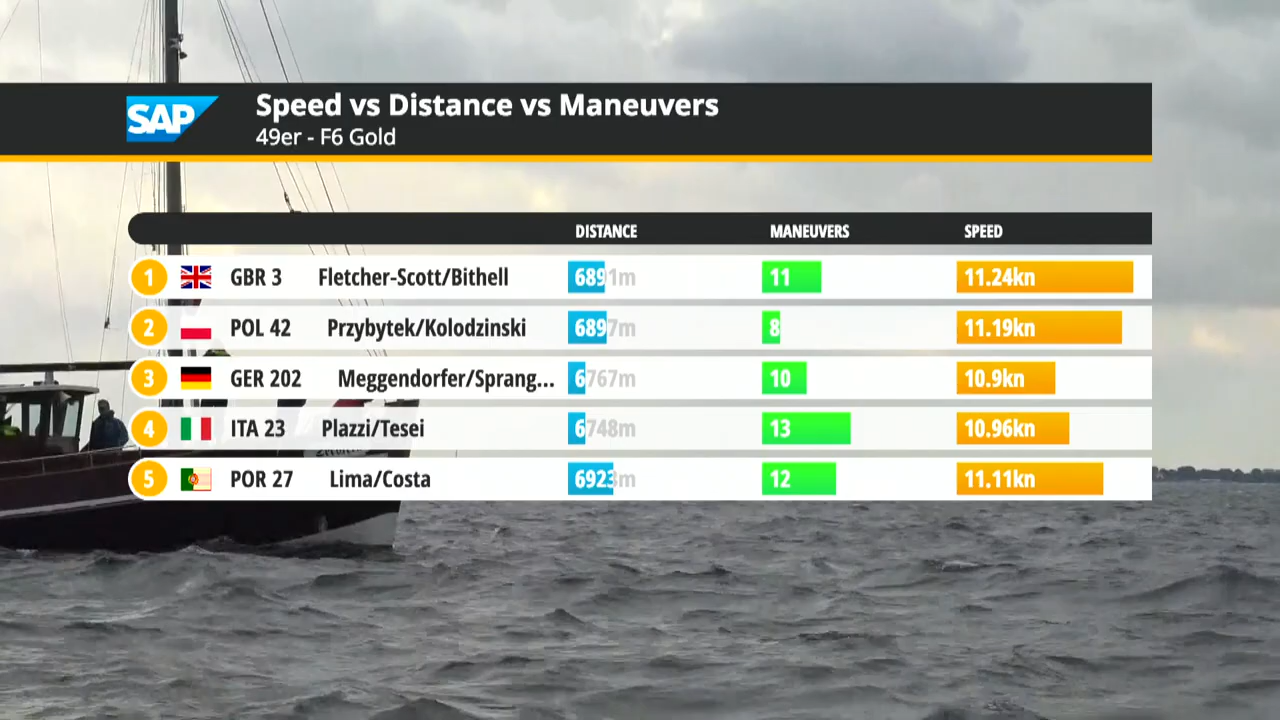 SAP
Speed vs Distance vs Maneuvers
49er - F6 Gold
DISTANCE MANEUVERS SPEED
1 GBR 3 Fletcher-Scott/Bithell 6891m 11 11.24kn
2 POL 42 Przybytek/Kolodzinski 6897m 8 11.19kn
3 GER 202 Meggendorfer/Sprang... 6767m 10 10.9kn
4 ITA 23 Plazzi/Tesei 6748m 13 10.96kn
5 POR 27 Lima/Costa 6923m 12 11.11kn